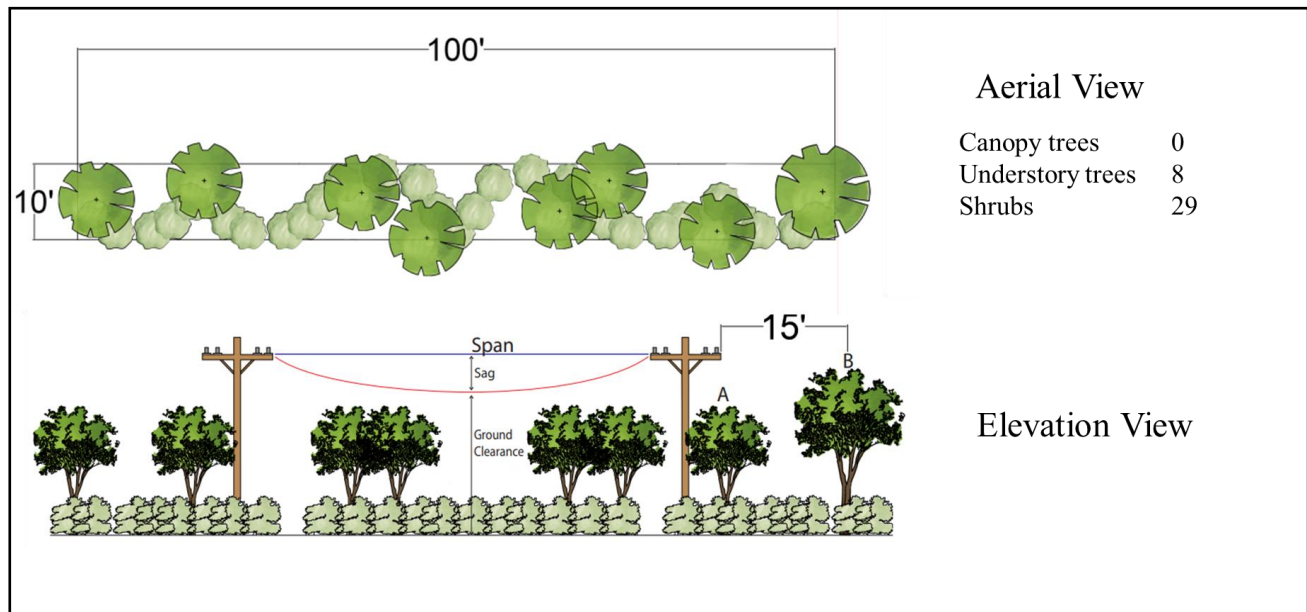 100'
Aerial View
Canopy trees 0
Understory trees 8
Shrubs 29
10'
15'
Span
Sag
B
A
Ground
Clearance
Elevation View